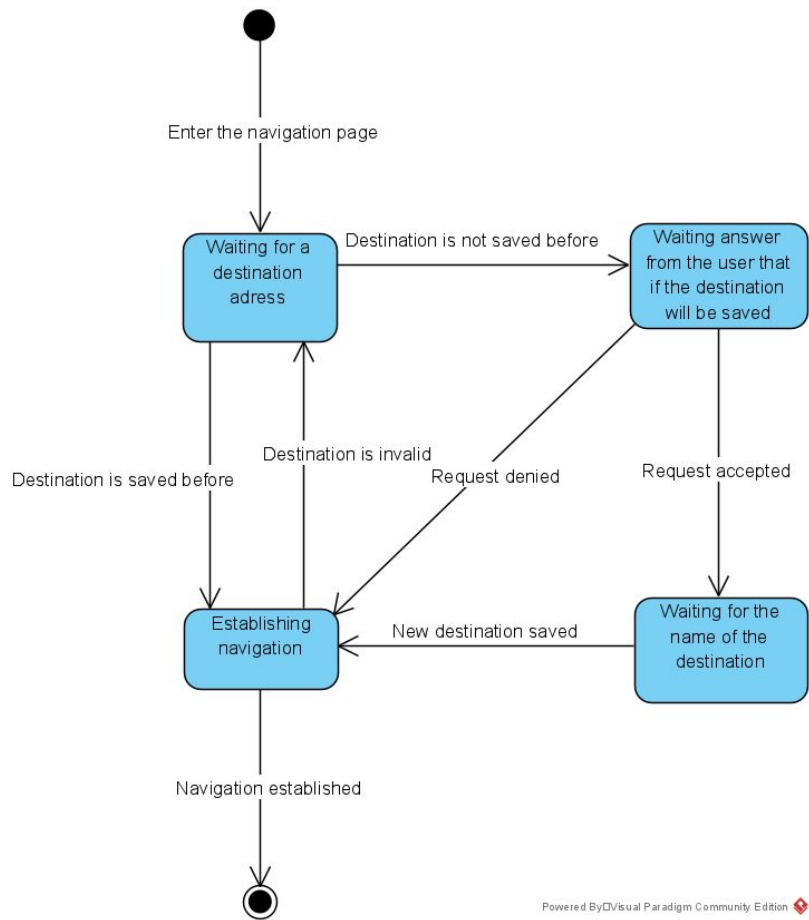 Enter the navigation page
Waiting for a
destination
adress
Destination is not saved before
Waiting answer
from the user that
if the destination
will be saved
Destination is invalid
Destination is saved before
Request denied
Request accepted
Establishing
navigation
New destination saved
Waiting for the
name of the
destination
Navigation established
Powered By□Visual Paradigm Community Edition